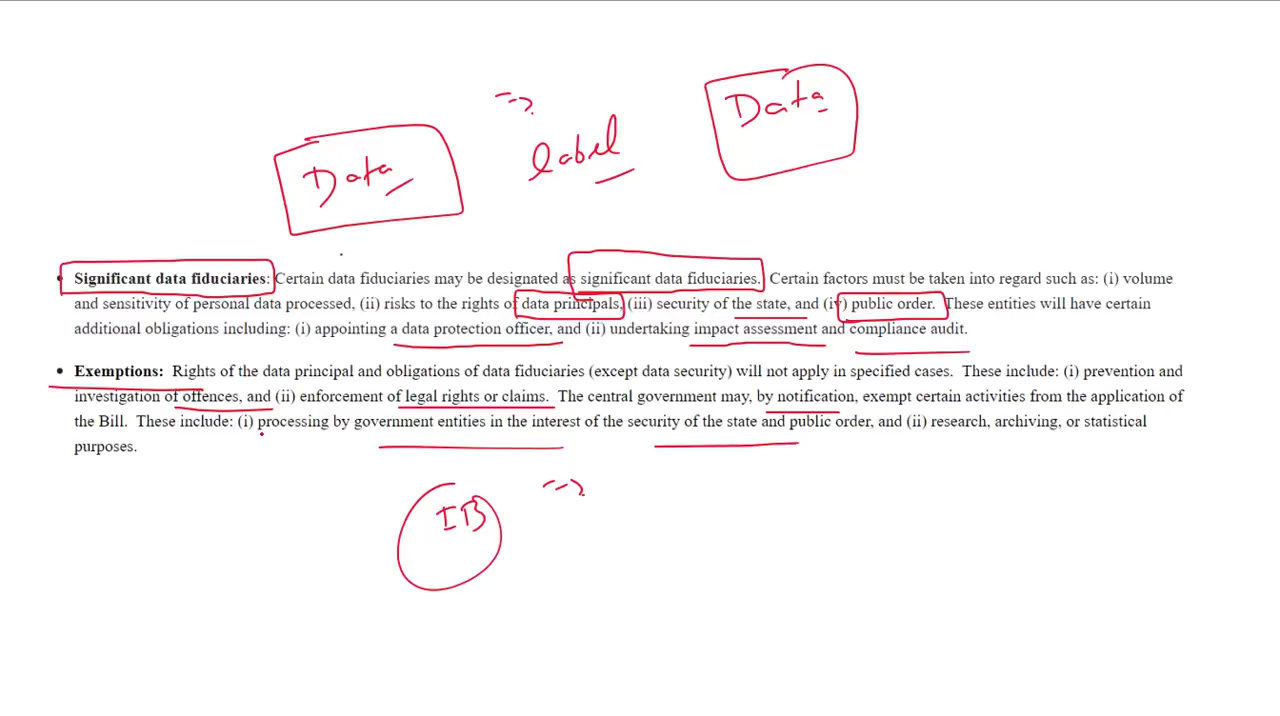 Data
label
Data
• Significant data fiduciaries: Certain data fiduciaries may be designated as significant data fiduciaries. Certain factors must be taken into regard such as: (i) volume
and sensitivity of personal data processed, (ii) risks to the rights of data principals, (iii) security of the state, and (iv) public order. These entities will have certain
additional obligations including: (i) appointing a data protection officer, and (ii) undertaking impact assessment and compliance audit.
• Exemptions: Rights of the data principal and obligations of data fiduciaries (except data security) will not apply in specified cases. These include: (i) prevention and
investigation of offences, and (ii) enforcement of legal rights or claims. The central government may, by notification, exempt certain activities from the application of
the Bill. These include: (i) processing by government entities in the interest of the security of the state and public order, and (ii) research, archiving, or statistical
purposes.
IB